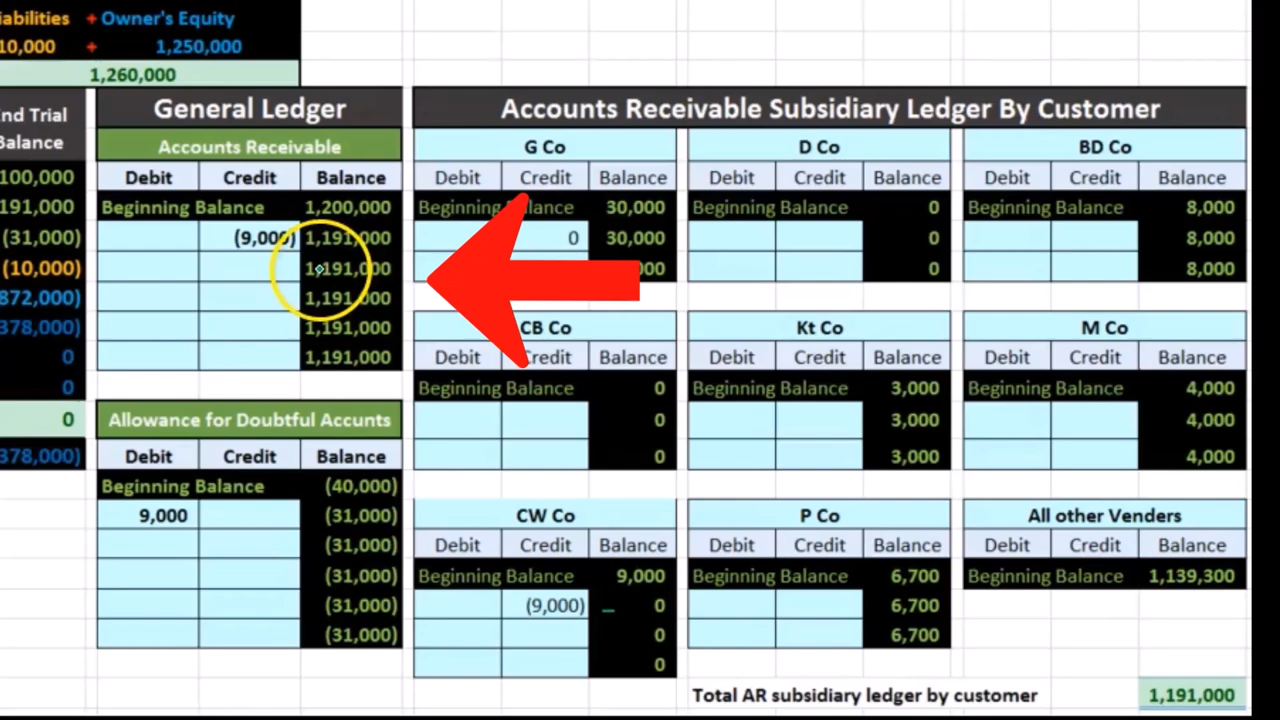 iabilities + Owner's Equity
10,000 + 1,250,000
1,260,000
nd Trial
Balance
100,000
191,000
(31,000)
(10,000)
872,000)
378,000)
0
0
0
378,000)
General Ledger
Accounts Receivable
Debit Credit Balance
Beginning Balance 1,200,000
(9,000) 1,191,000
1,191,000
1,191,000
1,191,000
1,191,000
Allowance for Doubtful Accunts
Debit Credit Balance
Beginning Balance (40,000)
9,000 (31,000)
(31,000)
(31,000)
(31,000)
(31,000)
Accounts Receivable Subsidiary Ledger By Customer
G Co
Debit Credit Balance
Beginning Balance 30,000
0 30,000
000
D Co
Debit Credit Balance
Beginning Balance 0
0
0
BD Co
Debit Credit Balance
Beginning Balance 8,000
8,000
8,000
CB Co
Debit Credit Balance
Beginning Balance 0
0
0
Kt Co
Debit Credit Balance
Beginning Balance 3,000
3,000
3,000
M Co
Debit Credit Balance
Beginning Balance 4,000
4,000
4,000
CW Co
Debit Credit Balance
Beginning Balance 9,000
(9,000) _ 0
0
0
P Co
Debit Credit Balance
Beginning Balance 6,700
6,700
6,700
All other Venders
Debit Credit Balance
Beginning Balance 1,139,300
Total AR subsidiary ledger by customer 1,191,000